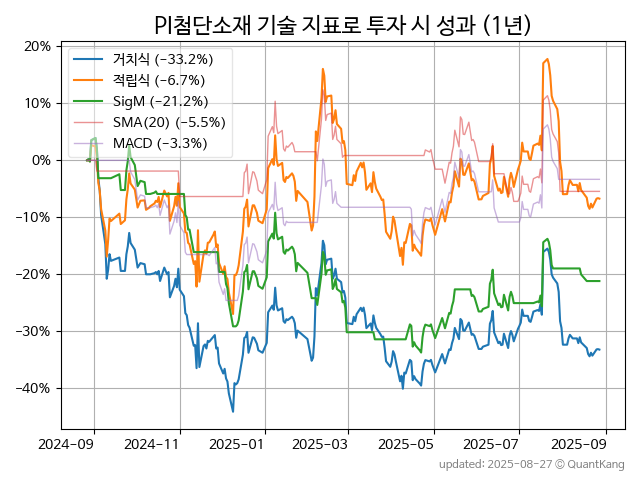 PI첨단소재 기술 지표로 투자 시 성과 (1년)
20%
10%
0%
−10%
−20%
−30%
−40%
거치식 (−33.2%)
적립식 (−6.7%)
SigM (−21.2%)
SMA(20) (−5.5%)
MACD (−3.3%)
2024-09
2024-11
2025-01
2025-03
2025-05
2025-07
2025-09
updated: 2025-08-27 © QuantKang